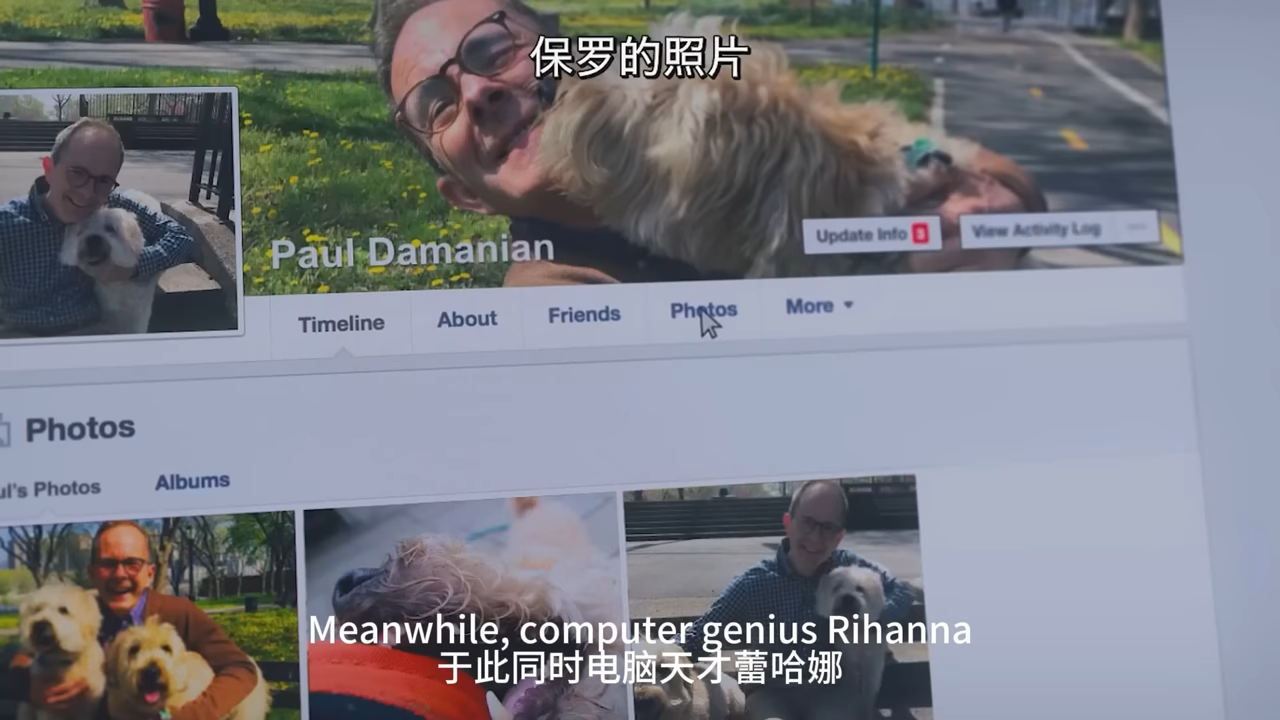 保罗的照片
Paul Damanian
Update Info 3
View Activity Log
Timeline
About
Friends
Photos
More
Photos
ul's Photos
Albums
Meanwhile, computer genius Rihanna
于此同时电脑天才蕾哈娜